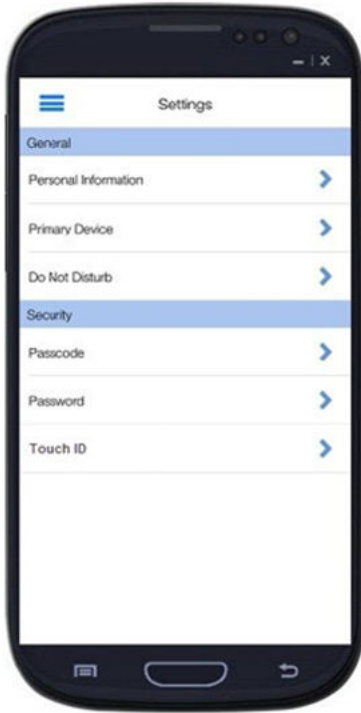 Settings
General
Personal Information
Primary Device
Do Not Disturb
Security
Passcode
Password
Touch ID